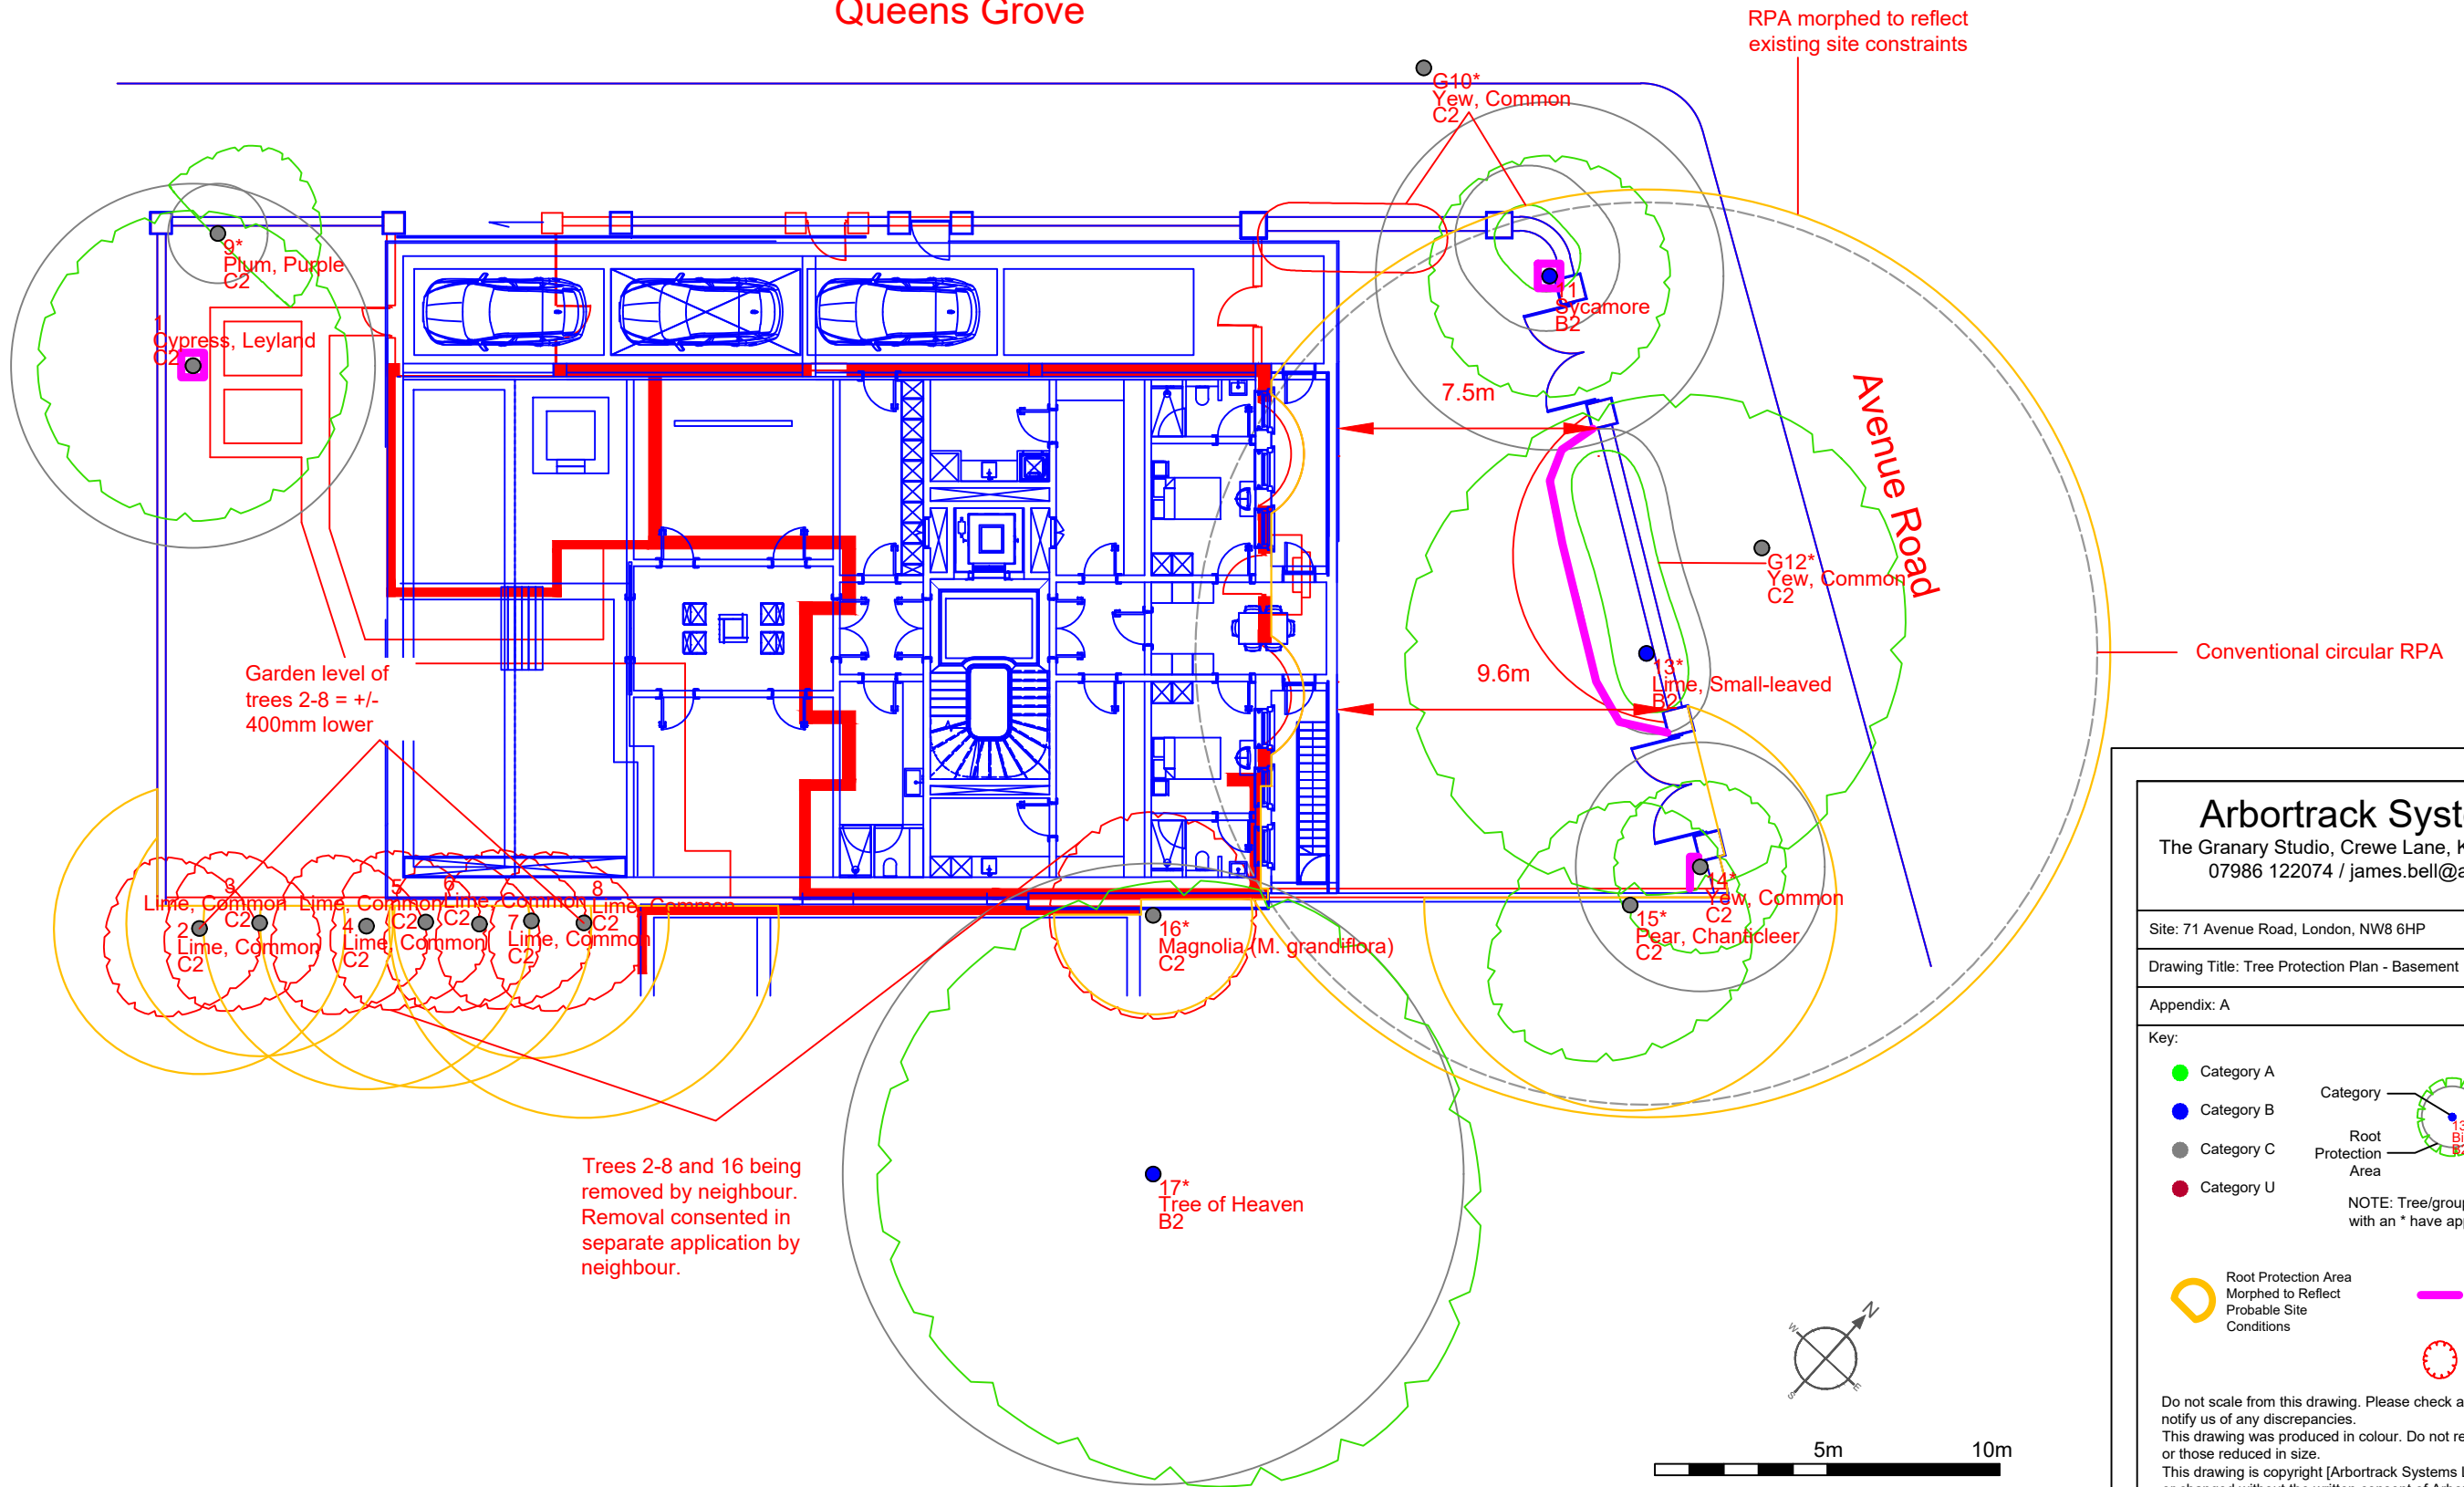 Queens Grove
RPA morphed to reflect
existing site constraints
G10*
Yew, Common
C2
9*
Plum, Purple
C2
1
Cypress, Leyland
C2
11
Sycamore
B2
7.5m
Avenue Road
G12*
Yew, Common
C2
Conventional circular RPA
13*
Lime, Small-leaved
B2
9.6m
Garden level of
trees 2-8 = +/-
400mm lower
3
Lime, Common
C2
2
Lime, Common
C2
4
Lime, Common
C2
5
Lime, Common
C2
6
Lime, Common
C2
7
Lime, Common
C2
8
Lime, Common
C2
14*
Yew, Common
C2
15*
Pear, Chanticleer
C2
16*
Magnolia (M. grandiflora)
C2
17*
Tree of Heaven
B2
Trees 2-8 and 16 being
removed by neighbour.
Removal consented in
separate application by
neighbour.
N
W
E
S
5m
10m
Arbortrack Syst
The Granary Studio, Crewe Lane, K
07986 122074 / james.bell@a
Site: 71 Avenue Road, London, NW8 6HP
Drawing Title: Tree Protection Plan - Basement
Appendix: A
Key:
Category A
Category B
Category C
Category U
Category
Root
Protection
Area
13
Bi
B2
NOTE: Tree/group
with an * have ap
Root Protection Area
Morphed to Reflect
Probable Site
Conditions
Do not scale from this drawing. Please check a
notify us of any discrepancies.
This drawing was produced in colour. Do not re
or those reduced in size.
This drawing is copyright [Arbortrack Systems L